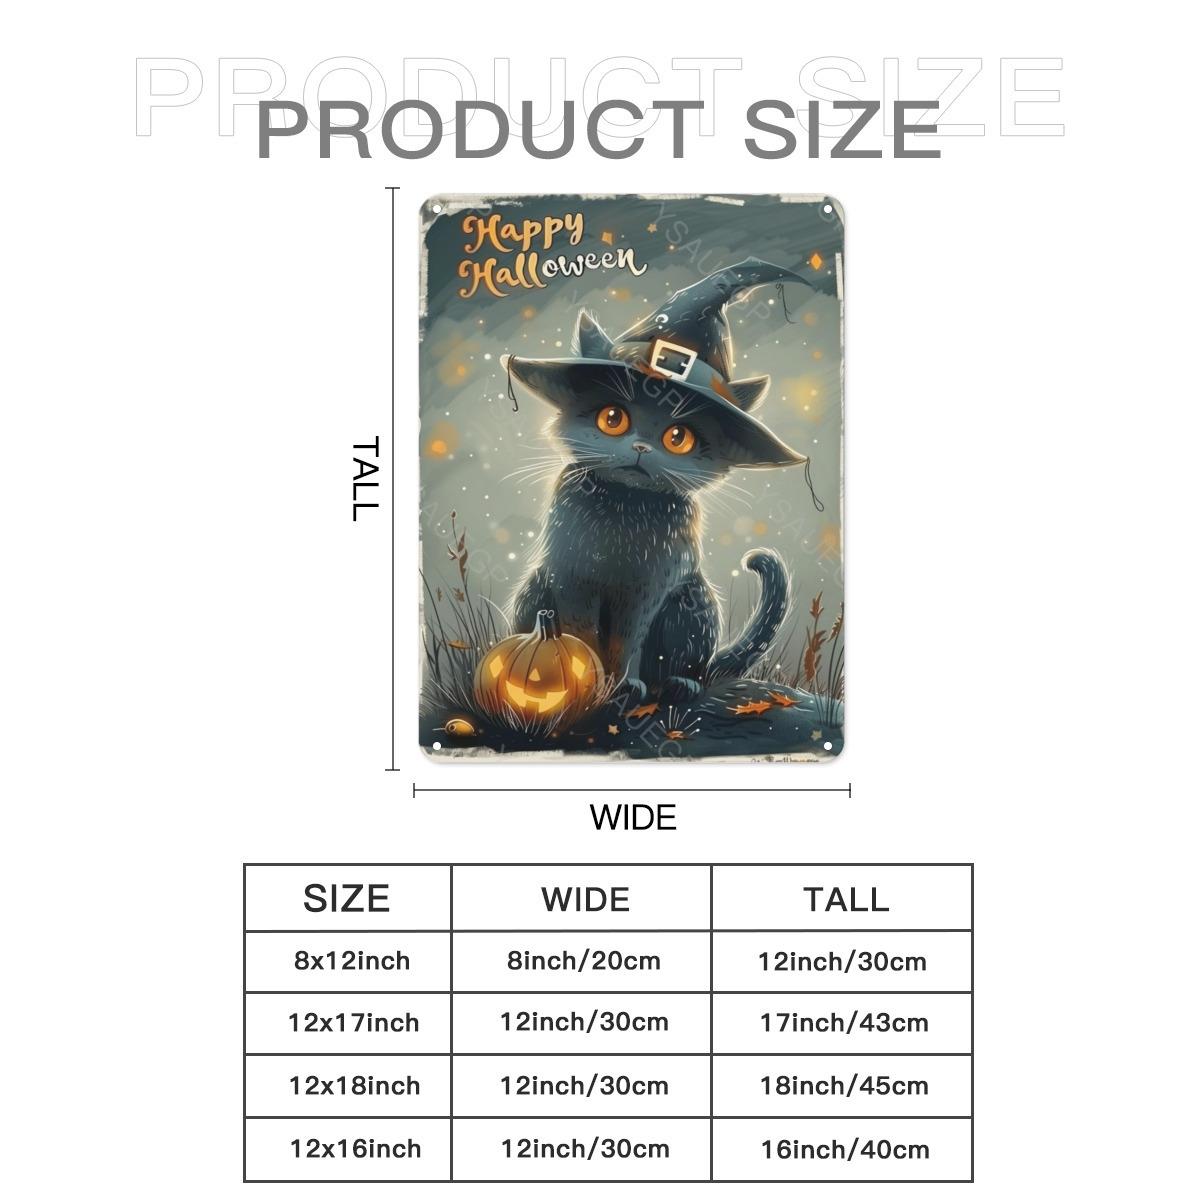 PRODUCT SIZE
PRODUCT SIZE
Happy
Halloween
TALL
WIDE
SIZE WIDE TALL
8x12inch 8inch/20cm 12inch/30cm
12x17inch 12inch/30cm 17inch/43cm
12x18inch 12inch/30cm 18inch/45cm
12x16inch 12inch/30cm 16inch/40cm